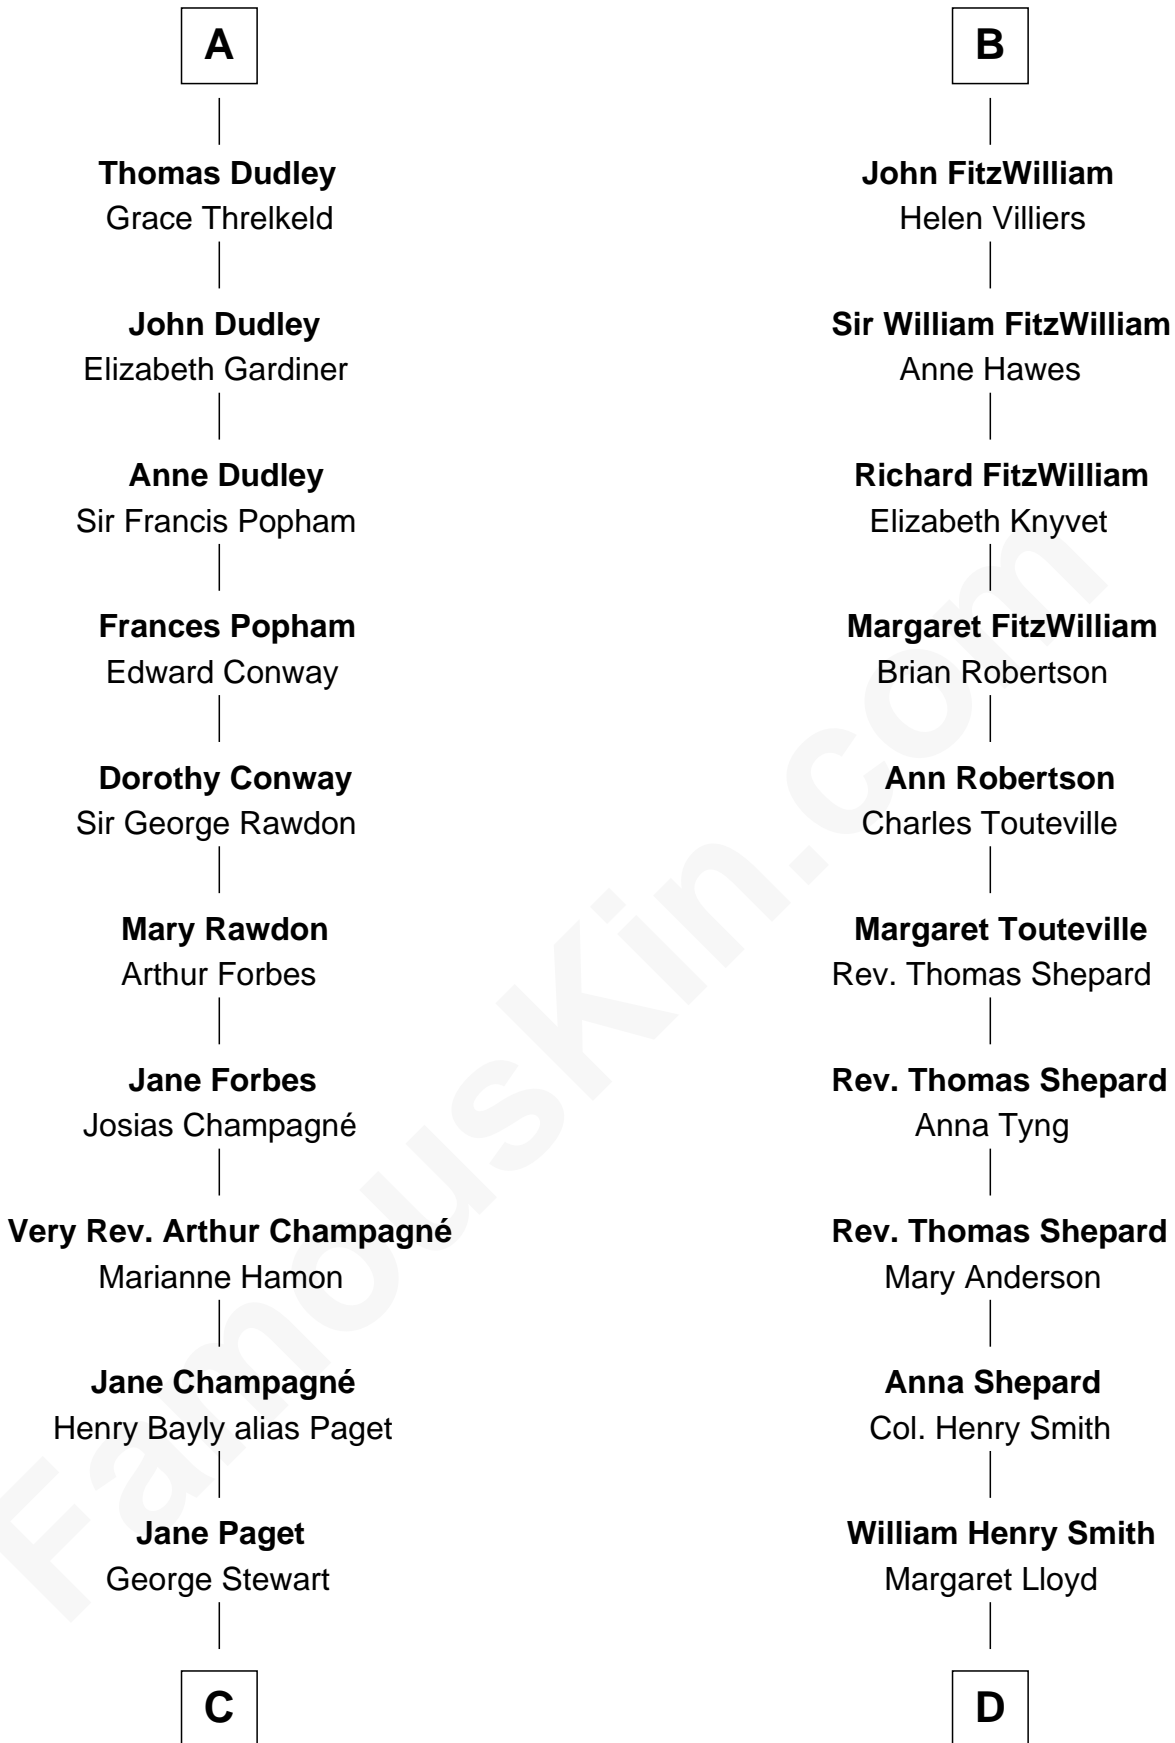 A
Thomas Dudley
Grace Threlkeld
John Dudley
Elizabeth Gardiner
Anne Dudley
Sir Francis Popham
Frances Popham
Edward Conway
Dorothy Conway
Sir George Rawdon
Mary Rawdon
Arthur Forbes
Jane Forbes
Josias Champagné
Very Rev. Arthur Champagné
Marianne Hamon
Jane Champagné
Henry Bayly alias Paget
Jane Paget
George Stewart
C
B
John FitzWilliam
Helen Villiers
Sir William FitzWilliam
Anne Hawes
Richard FitzWilliam
Elizabeth Knyvet
Margaret FitzWilliam
Brian Robertson
Ann Robertson
Charles Touteville
Margaret Touteville
Rev. Thomas Shepard
Rev. Thomas Shepard
Anna Tyng
Rev. Thomas Shepard
Mary Anderson
Anna Shepard
Col. Henry Smith
William Henry Smith
Margaret Lloyd
D
FamousKin.com